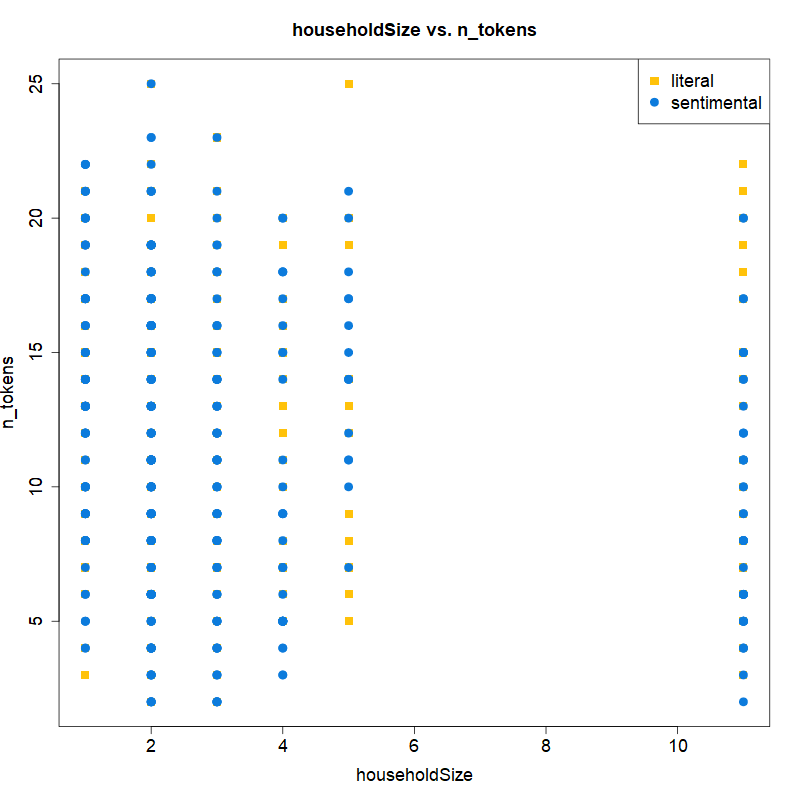 householdSize vs. n_tokens
literal
sentimental
25
20
15
10
5
n_tokens
2 4 6 8 10
householdSize